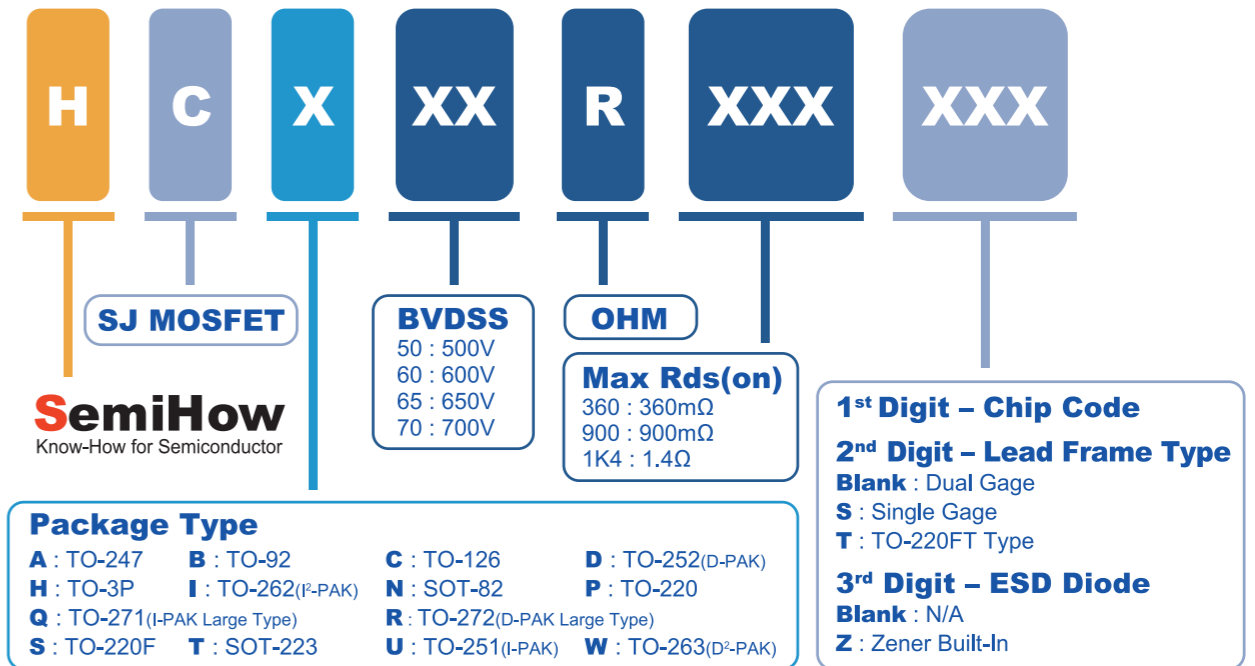 H C X XX R XXX XXX
SJ MOSFET
SemiHow
Know-How for Semiconductor
BVDSS
50 : 500V
60 : 600V
65 : 650V
70 : 700V
OHM
Max Rds(on)
360 : 360mΩ
900 : 900mΩ
1K4 : 1.4Ω
Package Type
A : TO-247 B : TO-92 C : TO-126 D : TO-252(D-PAK)
H : TO-3P I : TO-262(I²-PAK) N : SOT-82 P : TO-220
Q : TO-271(I-PAK Large Type) R : TO-272(D-PAK Large Type)
S : TO-220F T : SOT-223 U : TO-251(I-PAK) W : TO-263(D²-PAK)
1st Digit – Chip Code
2nd Digit – Lead Frame Type
Blank : Dual Gage
S : Single Gage
T : TO-220FT Type
3rd Digit – ESD Diode
Blank : N/A
Z : Zener Built-In